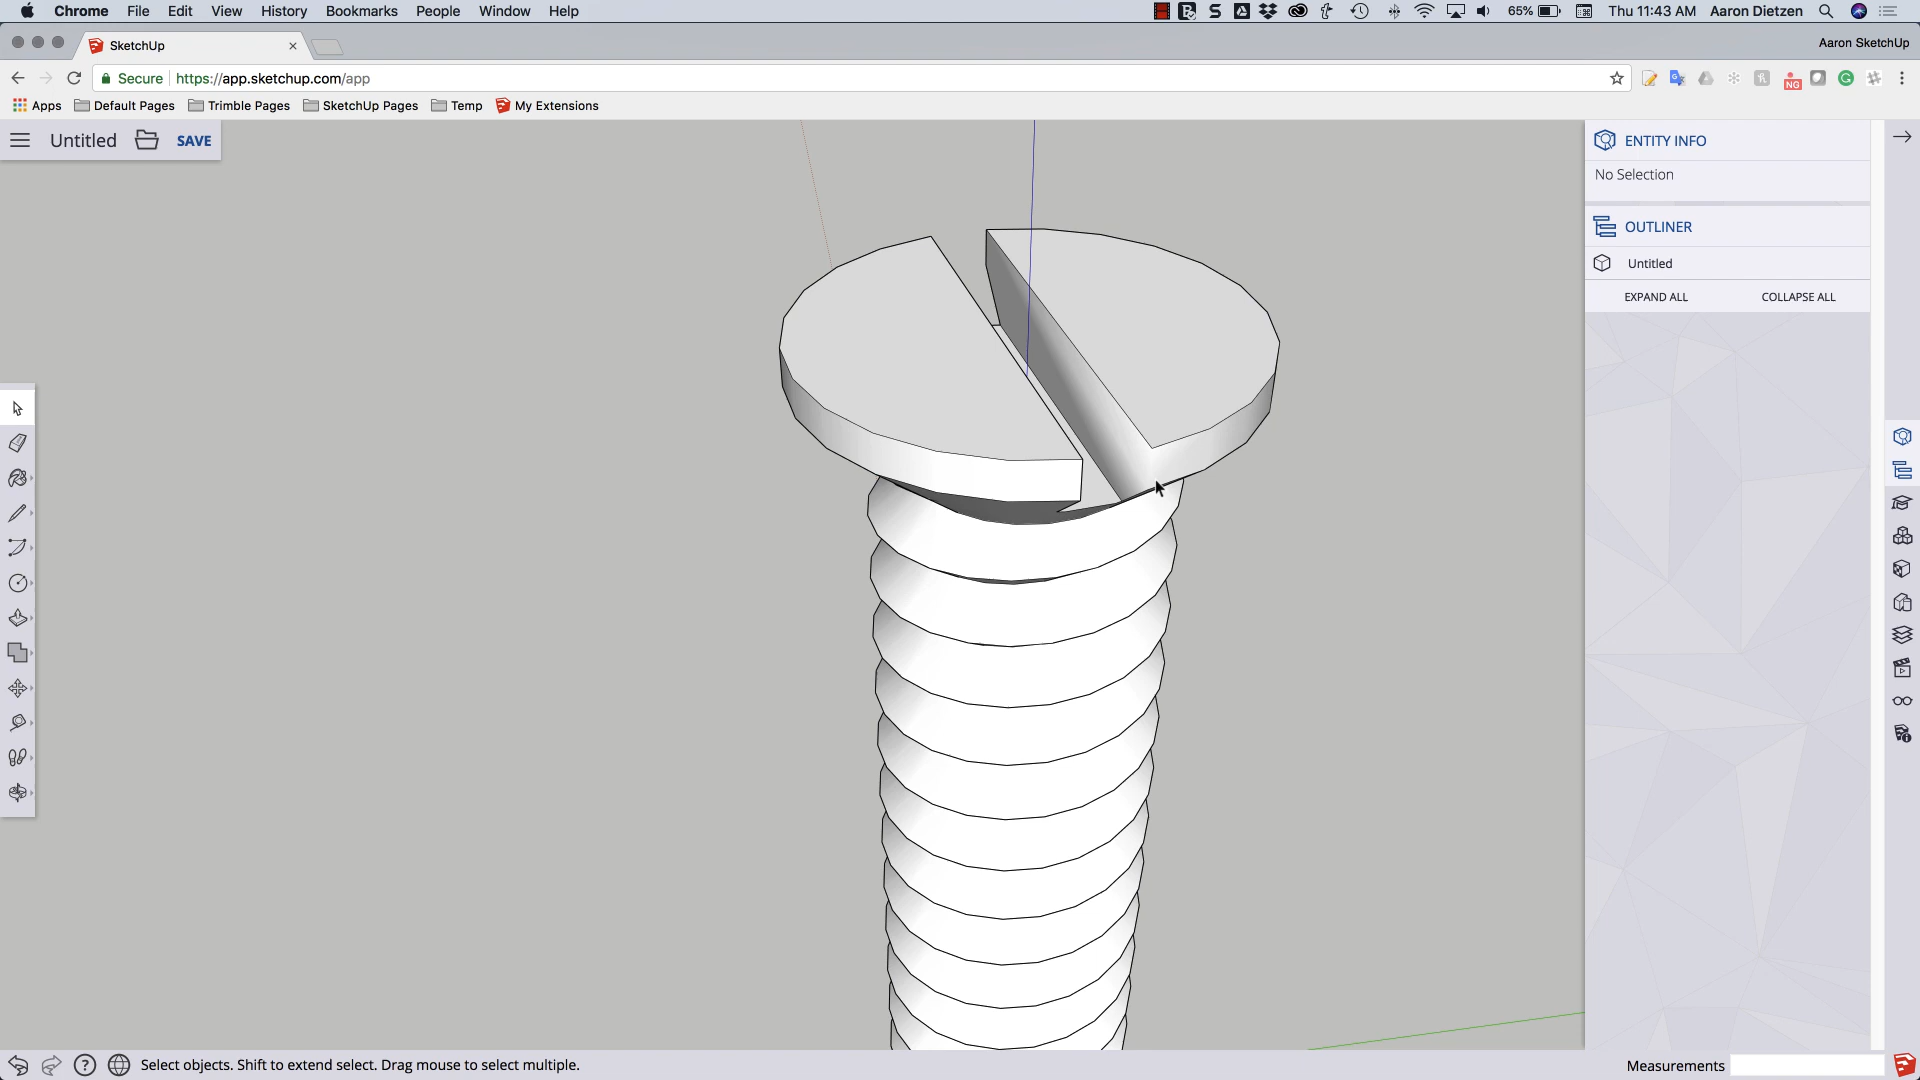 Chrome File Edit View History Bookmarks People Window Help 65% Thu 11:43 AM Aaron Dietzen
SketchUp
Aaron SketchUp
Secure https://app.sketchup.com/app
NG
Apps Default Pages Trimble Pages SketchUp Pages Temp My Extensions
Untitled SAVE
ENTITY INFO
No Selection
OUTLINER
Untitled
EXPAND ALL COLLAPSE ALL
Select objects. Shift to extend select. Drag mouse to select multiple.
Measurements